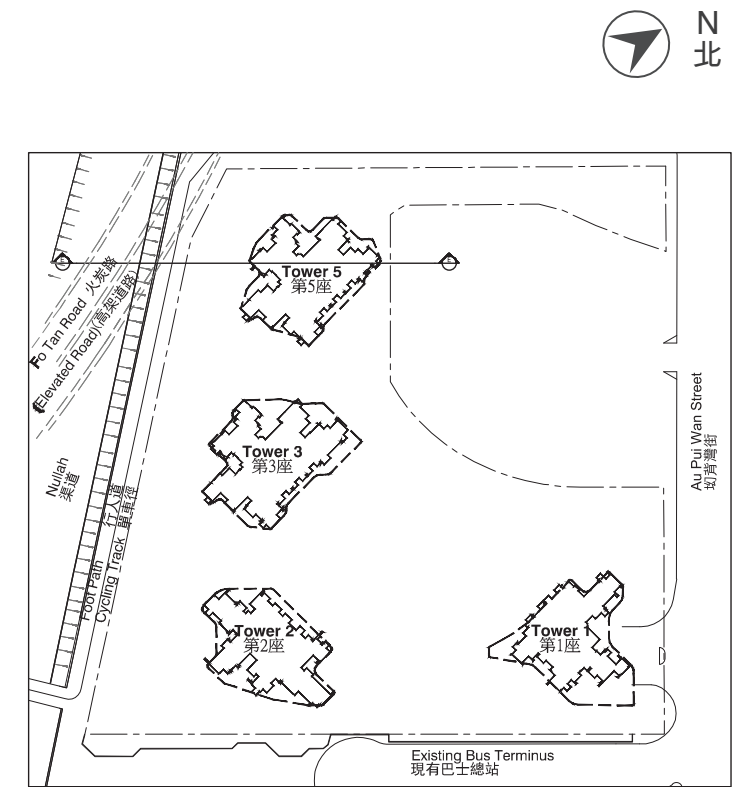 N
北
Fo Tan Road 火炭路
(Elevated Road)(高架道路)
Tower 5
第5座
Au Pui Wan Street
坳背灣街
Tower 3
第3座
Nullah
渠道
行人道
單車徑
Foot Path
Cycling Track
Tower 2
第2座
Tower 1
第1座
Existing Bus Terminus
現有巴士總站